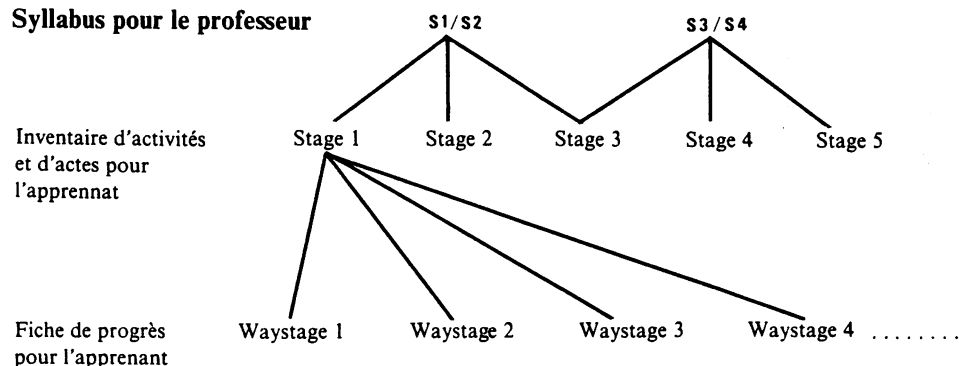 Syllabus pour le professeur
S1/S2
S3/S4
Inventaire d'activités
et d'actes pour
l'apprennat
Stage 1
Stage 2
Stage 3
Stage 4
Stage 5
Fiche de progrès
pour l'apprenant
Waystage 1
Waystage 2
Waystage 3
Waystage 4 ........